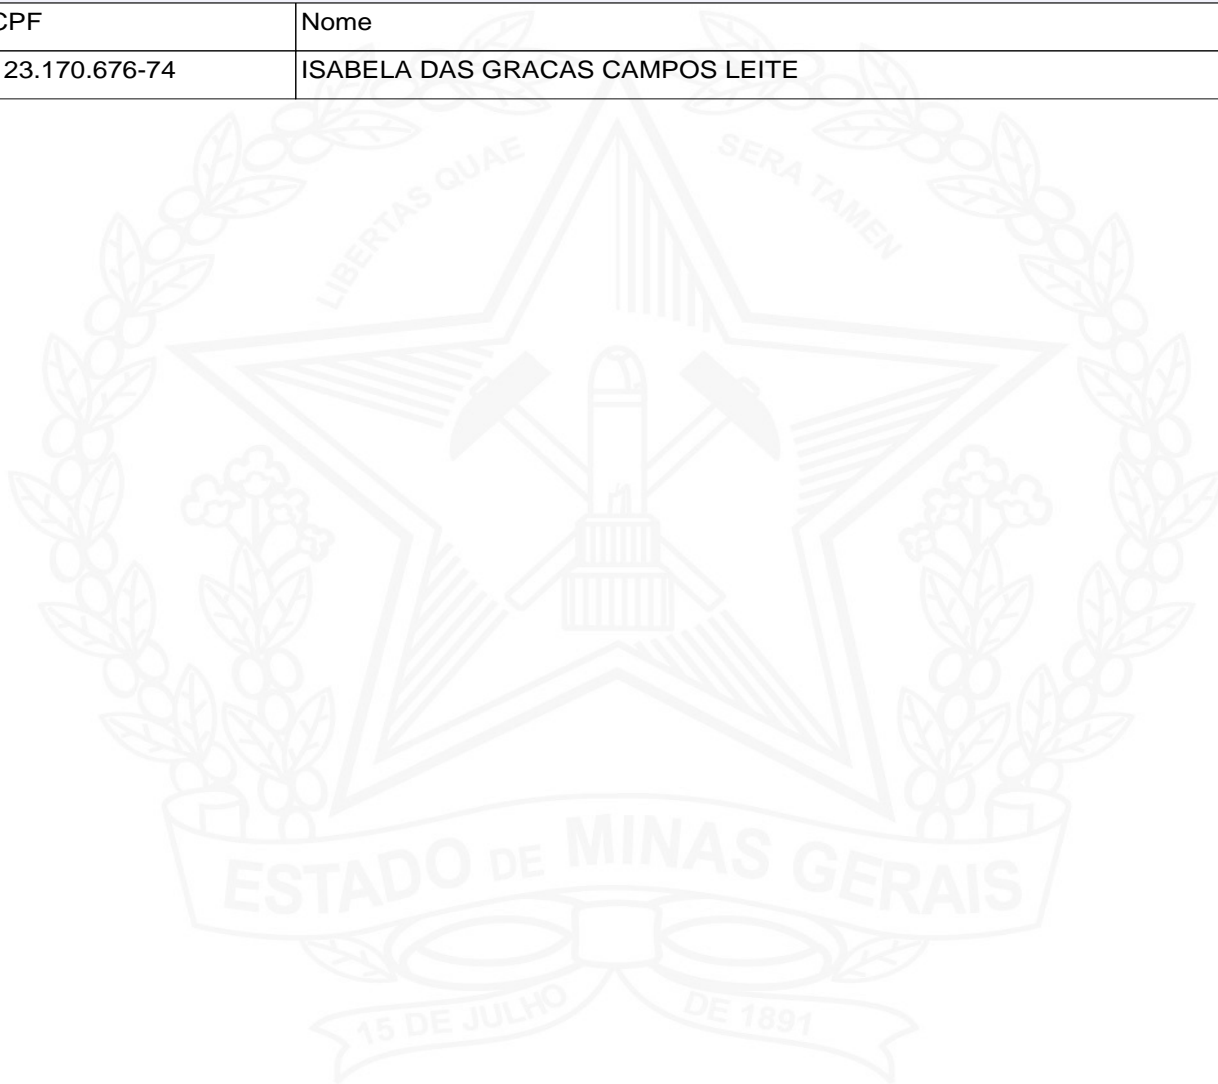 CPF Nome
23.170.676-74 ISABELA DAS GRACAS CAMPOS LEITE
LIBERTAS QUAE SERA TAMEN
ESTADO DE MINAS GERAIS
15 DE JULHO DE 1891